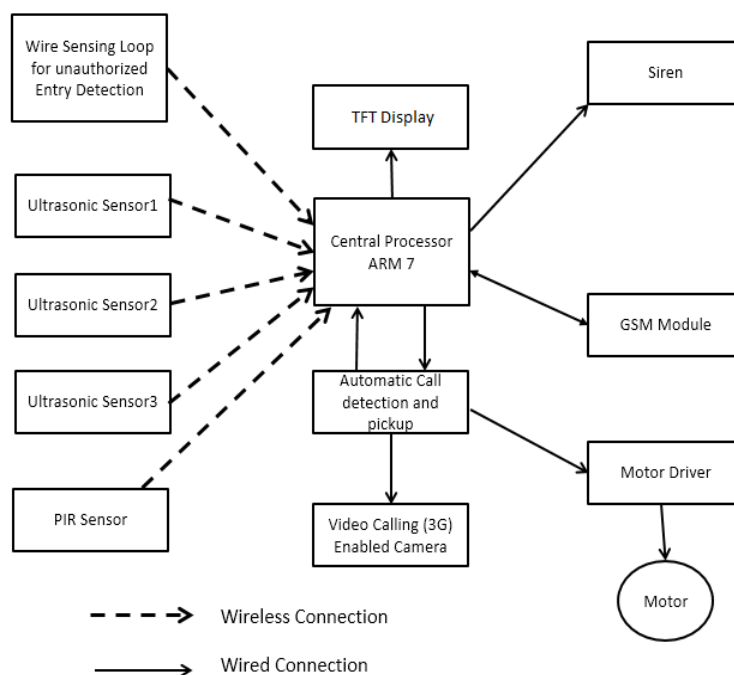 Wire Sensing Loop
for unauthorized
Entry Detection
Siren
TFT Display
Ultrasonic Sensor1
Central Processor
ARM 7
Ultrasonic Sensor2
GSM Module
Ultrasonic Sensor3
Automatic Call
detection and
pickup
Motor Driver
PIR Sensor
Video Calling (3G)
Enabled Camera
Motor
Wireless Connection
Wired Connection